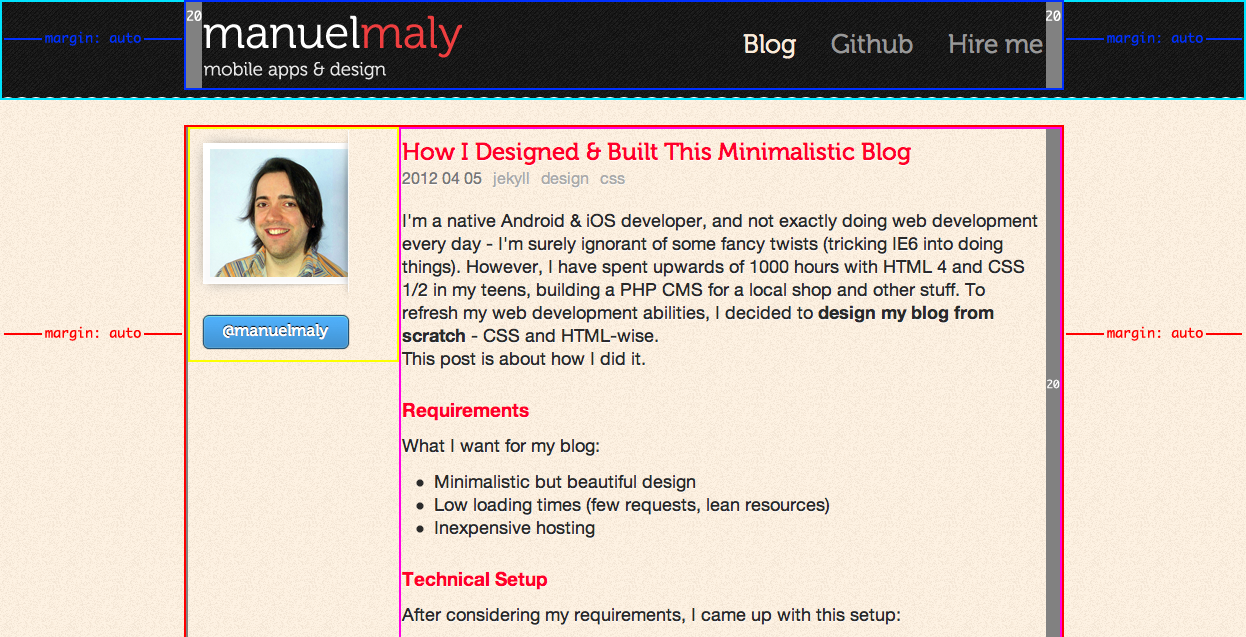 20
20
margin: auto
manuelmaly
Blog Github Hire me
margin: auto
mobile apps & design
How I Designed & Built This Minimalistic Blog
2012 04 05 jekyll design css
I'm a native Android & iOS developer, and not exactly doing web development
every day - I'm surely ignorant of some fancy twists (tricking IE6 into doing
things). However, I have spent upwards of 1000 hours with HTML 4 and CSS
1/2 in my teens, building a PHP CMS for a local shop and other stuff. To
refresh my web development abilities, I decided to design my blog from
scratch - CSS and HTML-wise.
This post is about how I did it.
@manuelmaly
margin: auto
margin: auto
20
Requirements
What I want for my blog:
• Minimalistic but beautiful design
• Low loading times (few requests, lean resources)
• Inexpensive hosting
Technical Setup
After considering my requirements, I came up with this setup: